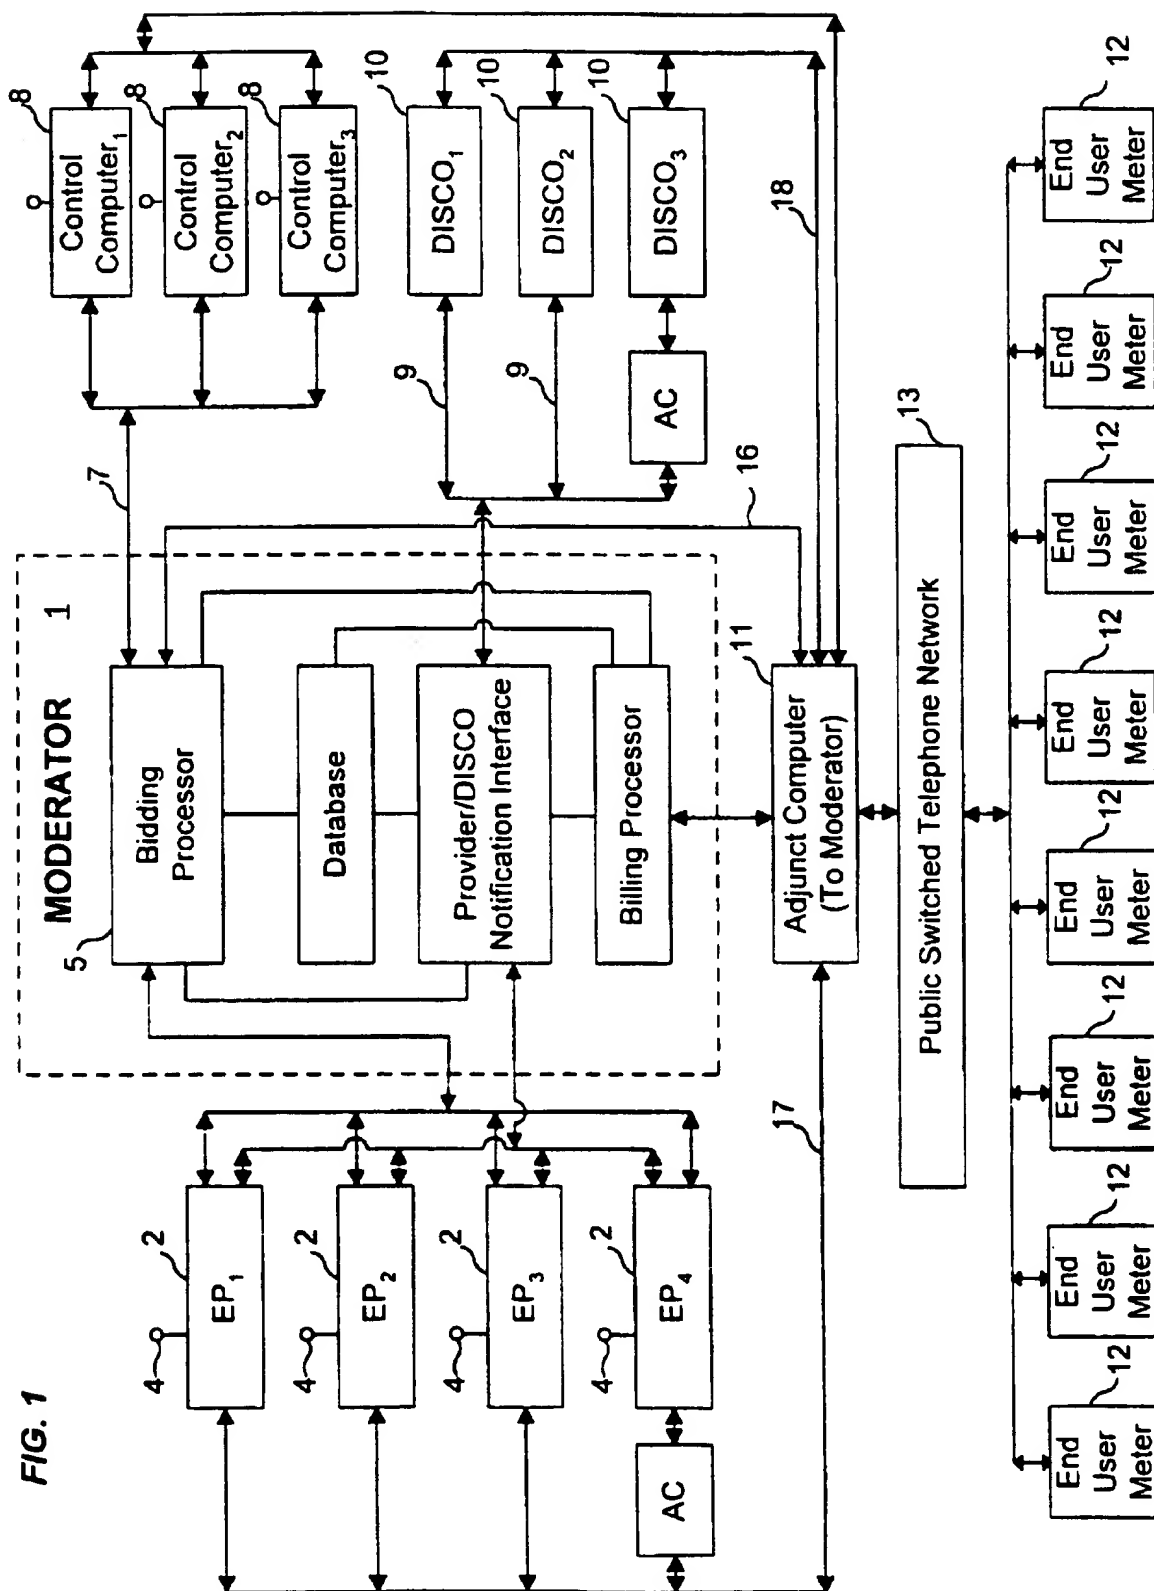 FIG. 1
MODERATOR
1
5
Bidding
Processor
Database
Provider/DISCO
Notification Interface
Billing Processor
4
2
EP1
4
2
EP2
4
2
EP3
4
2
EP4
AC
17
7
8
Control
Computer1
8
Control
Computer2
8
Control
Computer3
9
10
DISCO1
9
10
DISCO2
10
DISCO3
AC
16
18
11
Adjunct Computer
(To Moderator)
13
Public Switched Telephone Network
12
End
User
Meter
12
End
User
Meter
12
End
User
Meter
12
End
User
Meter
12
End
User
Meter
12
End
User
Meter
12
End
User
Meter
12
End
User
Meter